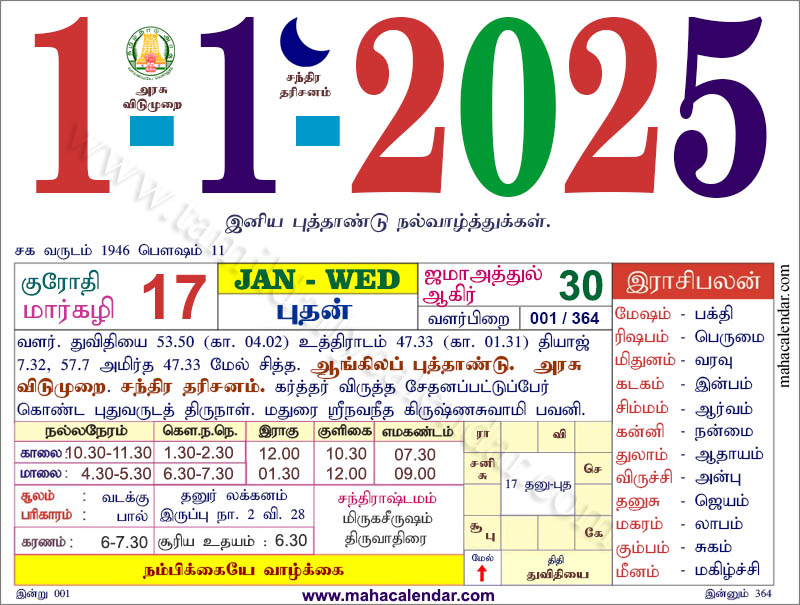 1-1-2025
அரசு
விடுமுறை
சந்திர
தரிசனம்
இனிய புத்தாண்டு நல்வாழ்த்துக்கள்.
சக வருடம் 1946 பௌஷம் 11
குரோதி
மார்கழி
17
JAN - WED
புதன்
ஜமாஅத்துல்
ஆகிர்
30
வளர்பிறை
001 / 364
வளர். துவிதியை 53.50 (கா. 04.02) உத்திராடம் 47.33 (கா. 01.31) தியாஜ்
7.32, 57.7 அமிர்த 47.33 மேல் சித்த. ஆங்கிலப் புத்தாண்டு. அரசு
விடுமுறை. சந்திர தரிசனம். கர்த்தர் விருத்த சேதனப்பட்டுப்பேர்
கொண்ட புதுவருடத் திருநாள். மதுரை ஸ்ரீநவநீத கிருஷ்ணசுவாமி பவனி.
நல்லநேரம் கௌ.ந.நெ. இராகு குளிகை எமகண்டம்
காலை: 10.30-11.30 1.30-2.30 12.00 10.30 07.30
மாலை: 4.30-5.30 6.30-7.30 01.30 12.00 09.00
சூலம் : வடக்கு
பரிகாரம் : பால்
தனுர் லக்கனம்
இருப்பு நா. 2 வி. 28
கரணம் : 6-7.30 சூரிய உதயம் : 6.30
சந்திராஷ்டமம்
மிருகசீருஷம்
திருவாதிரை
நம்பிக்கையே வாழ்க்கை
ரா வி
சனி
சு
செ
17 தனு-புத
சூ
பு
கே
மேல்
திதி
துவிதியை
இராசிபலன்
மேஷம் - பக்தி
ரிஷபம் - பெருமை
மிதுனம் - வரவு
கடகம் - இன்பம்
சிம்மம் - ஆர்வம்
கன்னி - நன்மை
துலாம் - ஆதாயம்
விருச்சி - அன்பு
தனுசு - ஜெயம்
மகரம் - லாபம்
கும்பம் - சுகம்
மீனம் - மகிழ்ச்சி
mahacalendar.com
இன்று 001
www.mahacalendar.com
இன்னும் 364